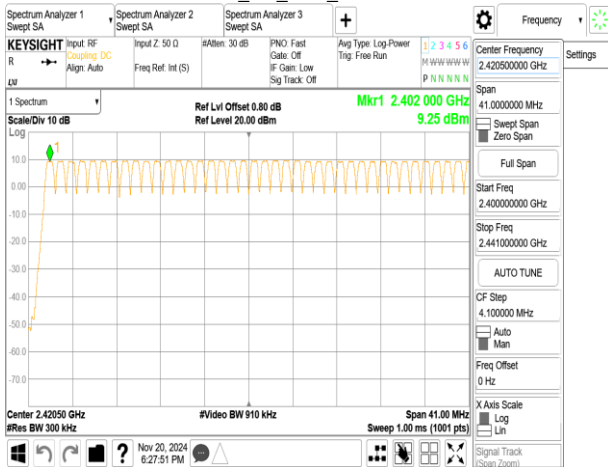 Spectrum Analyzer 1
Swept SA
Spectrum Analyzer 2
Swept SA
Spectrum Analyzer 3
Swept SA
+
Frequency
Settings
KEYSIGHT
R
Input: RF
Coupling: DC
Align: Auto
Input Z: 50 Ω
Freq Ref: Int (S)
#Atten: 30 dB
PNO: Fast
Gate: Off
IF Gain: Low
Sig Track: Off
Avg Type: Log-Power
Trig: Free Run
1 2 3 4 5 6
M W W W W W
P N N N N N
1 Spectrum
Scale/Div 10 dB
Ref Lvl Offset 0.80 dB
Ref Level 20.00 dBm
Mkr1 2.402 000 GHz
9.25 dBm
Log
1
10.0
0.00
-10.0
-20.0
-30.0
-40.0
-50.0
-60.0
-70.0
Center 2.42050 GHz
#Res BW 300 kHz
#Video BW 910 kHz
Span 41.00 MHz
Sweep 1.00 ms (1001 pts)
Center Frequency
2.420500000 GHz
Span
41.0000000 MHz
Swept Span
Zero Span
Full Span
Start Freq
2.400000000 GHz
Stop Freq
2.441000000 GHz
AUTO TUNE
CF Step
4.100000 MHz
Auto
Man
Freq Offset
0 Hz
X Axis Scale
Log
Lin
Signal Track
(Span Zoom)
?
Nov 20, 2024
6:27:51 PM